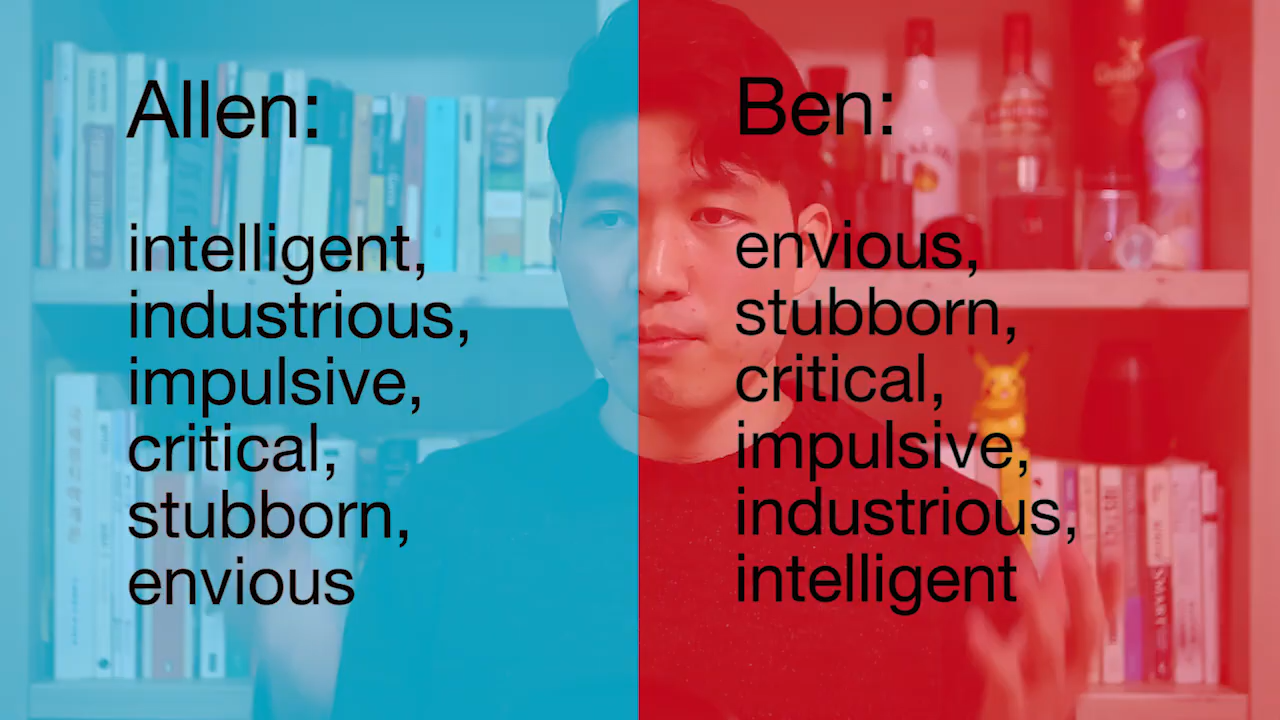 Allen:
intelligent,
industrious,
impulsive,
critical,
stubborn,
envious
Ben:
envious,
stubborn,
critical,
impulsive,
industrious,
intelligent